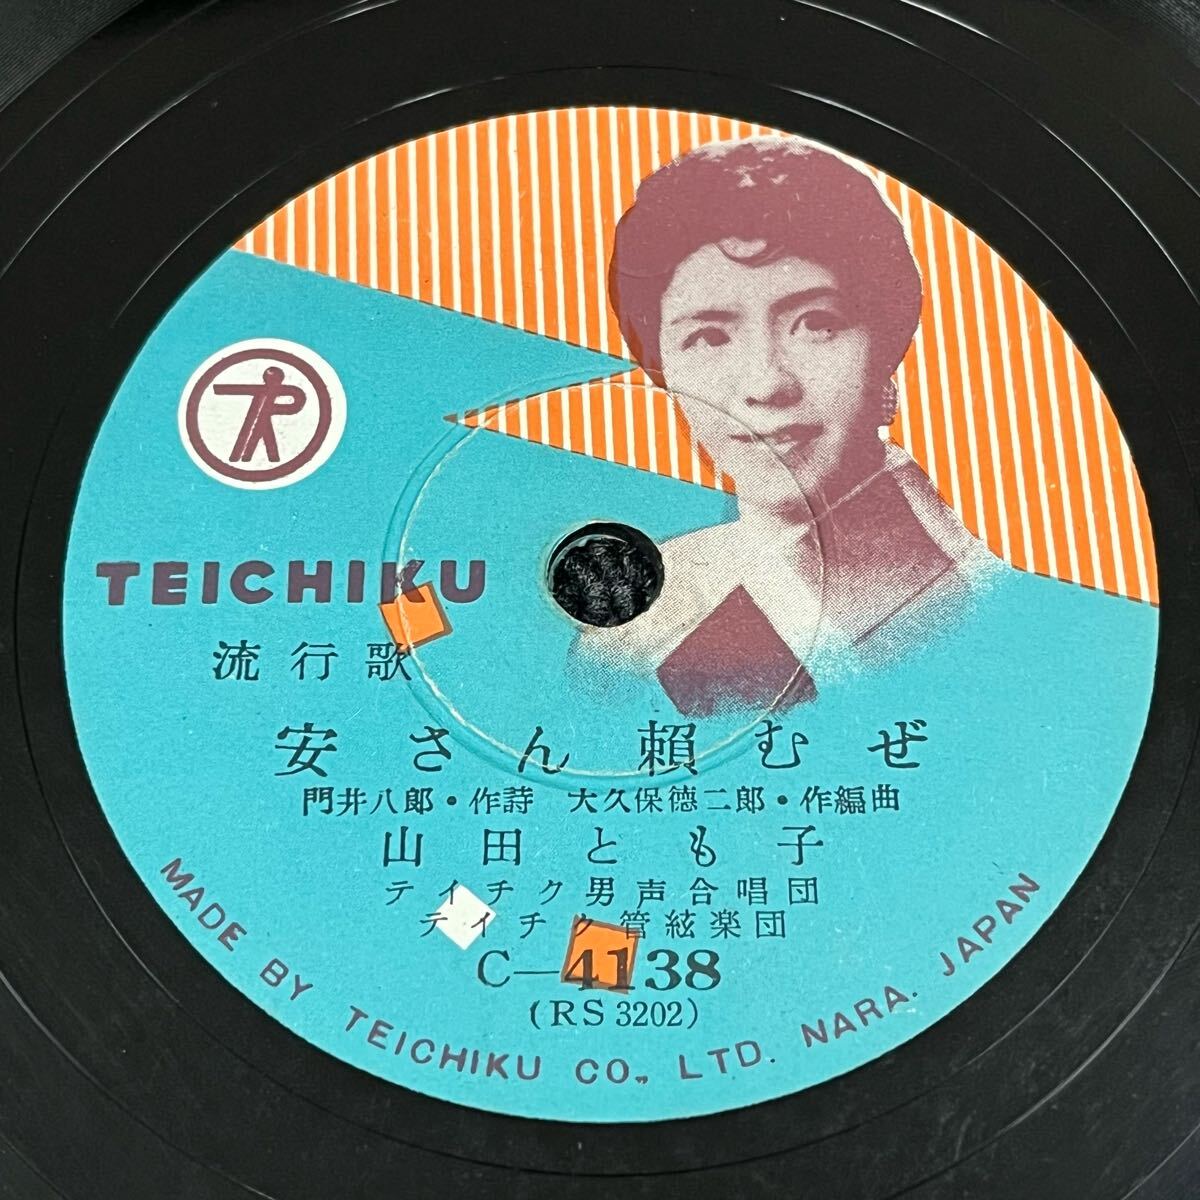 TEICHIKU
流行歌
安さん頼むぜ
門井八郎・作詩 大久保徳二郎・作編曲
山田とも子
テイチク男声合唱団
テイチク管絃楽団
C—4138
(RS 3202)
MADE BY TEICHIKU CO., LTD. NARA. JAPAN